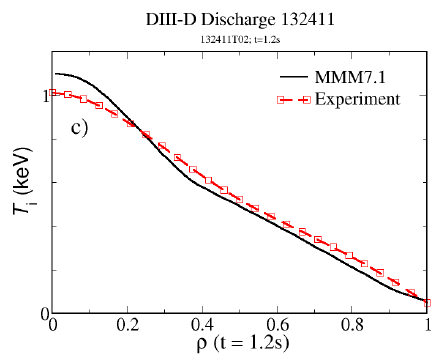 DIII-D Discharge 132411
132411T02; t=1.2s
MMM7.1
Experiment
c)
Ti (keV)
1
0
0 0.2 0.4 0.6 0.8 1
ρ (t = 1.2s)